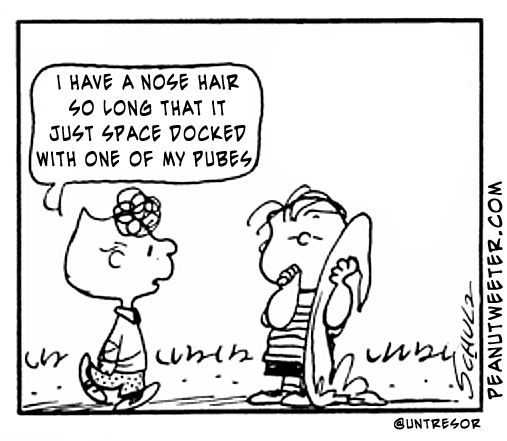 I HAVE A NOSE HAIR
SO LONG THAT IT
JUST SPACE DOCKED
WITH ONE OF MY PUBES
SCHULZ
PEANUTWEETER.COM
@UNTRESOR